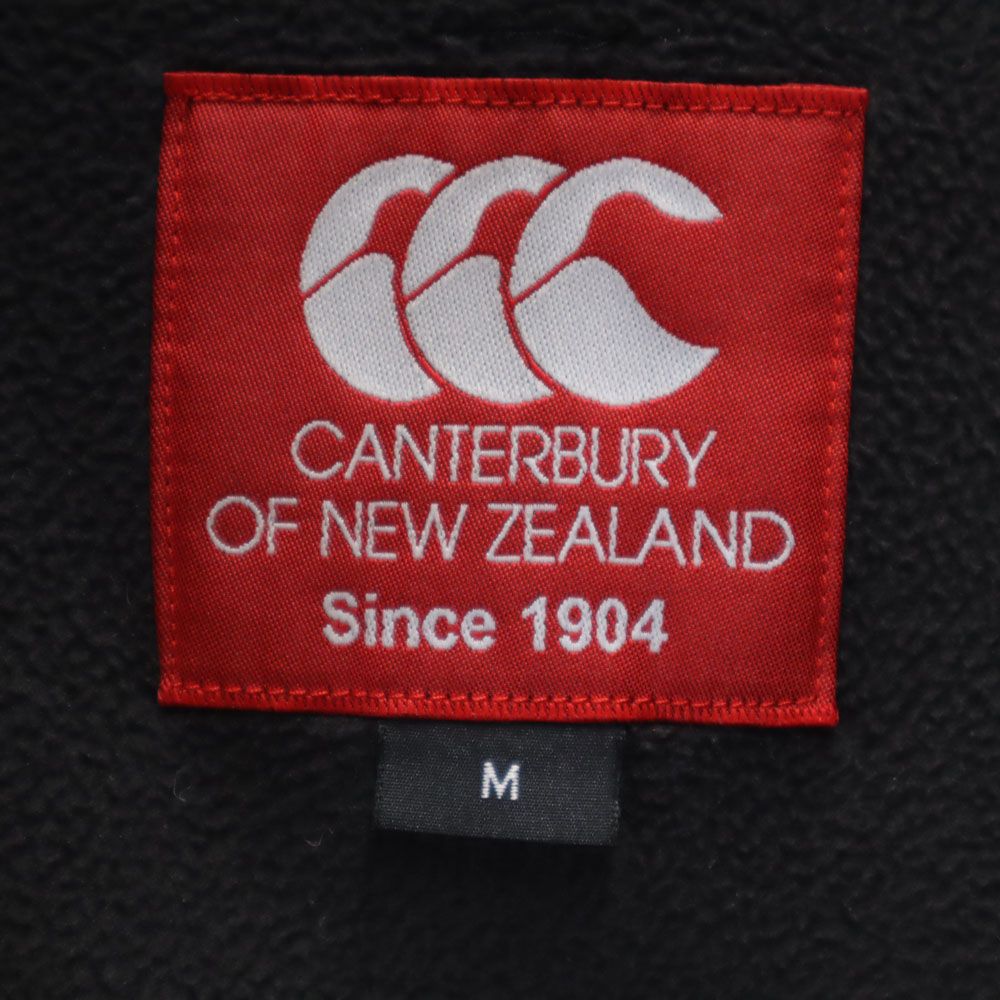 CANTERBURY
OF NEW ZEALAND
Since 1904
M